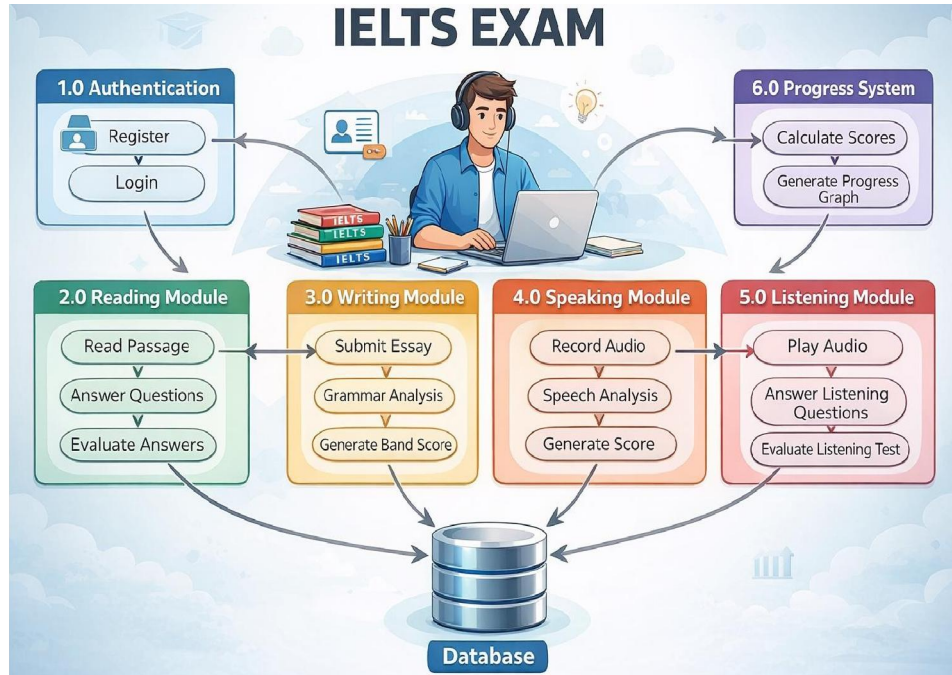 IELTS EXAM
1.0 Authentication
Register
Login
6.0 Progress System
Calculate Scores
Generate Progress
Graph
IELTS
IELTS
IELTS
2.0 Reading Module
Read Passage
Answer Questions
Evaluate Answers
3.0 Writing Module
Submit Essay
Grammar Analysis
Generate Band Score
4.0 Speaking Module
Record Audio
Speech Analysis
Generate Score
5.0 Listening Module
Play Audio
Answer Listening
Questions
Evaluate Listening Test
Database